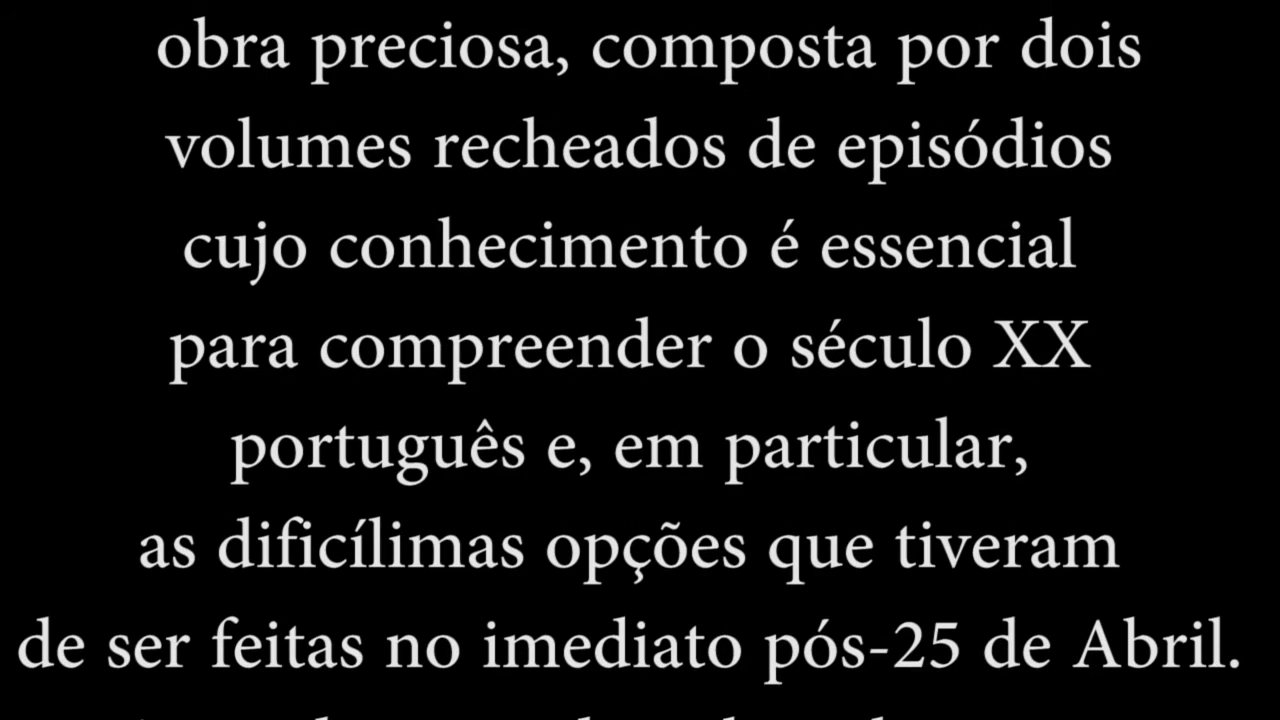 obra preciosa, composta por dois
volumes recheados de episódios
cujo conhecimento é essencial
para compreender o século XX
português e, em particular,
as dificílimas opções que tiveram
de ser feitas no imediato pós-25 de Abril.